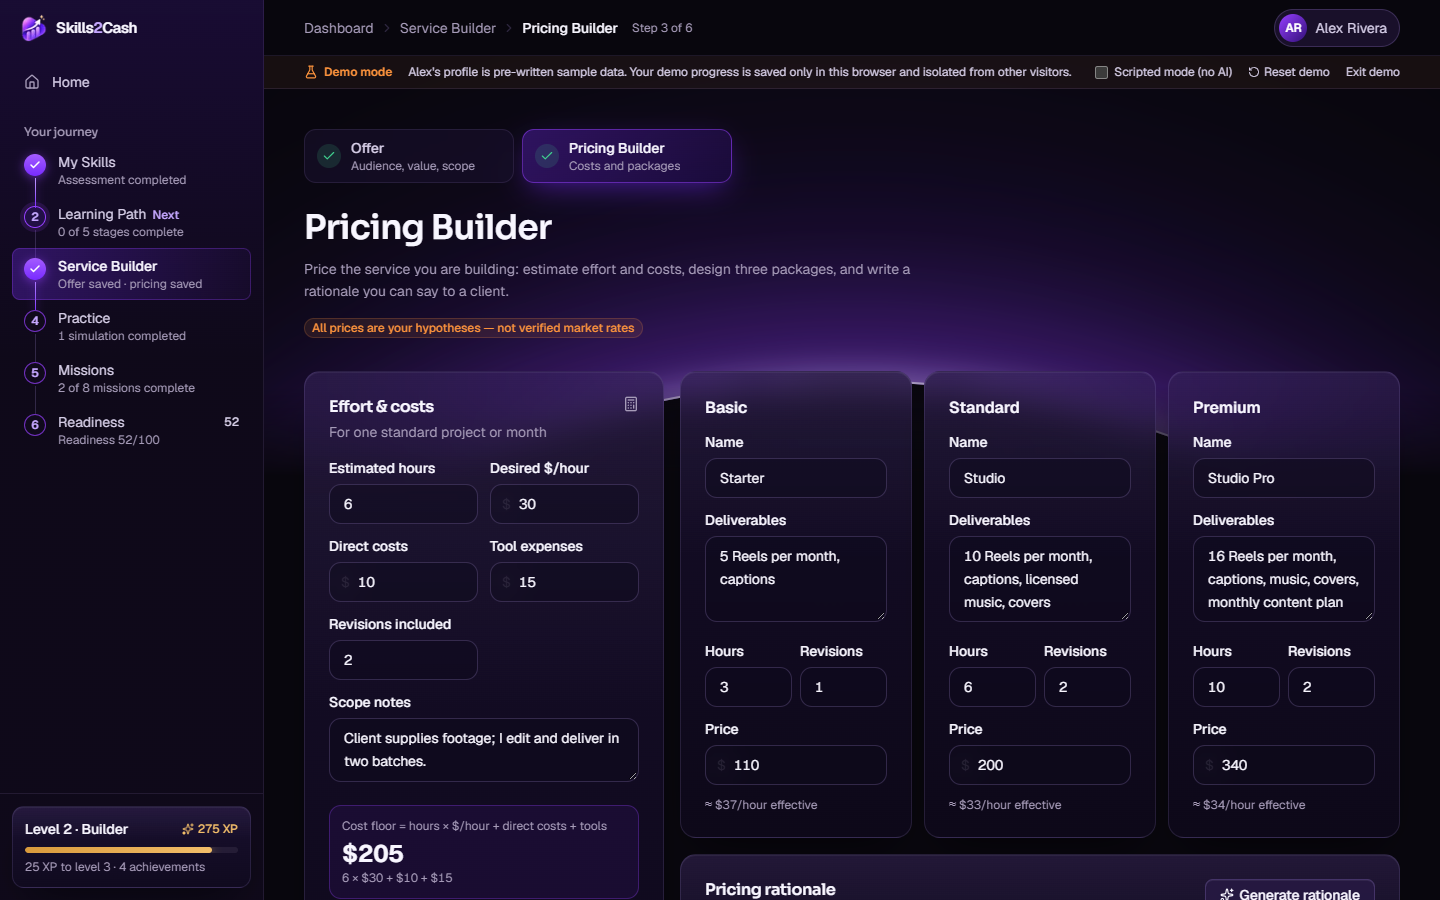 Skills2Cash
Home
Your journey
My Skills
Assessment completed
2
Learning Path Next
0 of 5 stages complete
Service Builder
Offer saved · pricing saved
4
Practice
1 simulation completed
5
Missions
2 of 8 missions complete
6
Readiness 52
Readiness 52/100
Level 2 · Builder 275 XP
25 XP to level 3 · 4 achievements
Dashboard Service Builder Pricing Builder Step 3 of 6
AR Alex Rivera
Demo mode Alex's profile is pre-written sample data. Your demo progress is saved only in this browser and isolated from other visitors. Scripted mode (no AI) Reset demo Exit demo
Offer
Audience, value, scope
Pricing Builder
Costs and packages
Pricing Builder
Price the service you are building: estimate effort and costs, design three packages, and write a
rationale you can say to a client.
All prices are your hypotheses — not verified market rates
Effort & costs
For one standard project or month
Estimated hours Desired $/hour
6 $ 30
Direct costs Tool expenses
$ 10 $ 15
Revisions included
2
Scope notes
Client supplies footage; I edit and deliver in
two batches.
Cost floor = hours × $/hour + direct costs + tools
$205
6 × $30 + $10 + $15
Basic
Name
Starter
Deliverables
5 Reels per month,
captions
Hours Revisions
3 1
Price
$ 110
≈ $37/hour effective
Standard
Name
Studio
Deliverables
10 Reels per month,
captions, licensed
music, covers
Hours Revisions
6 2
Price
$ 200
≈ $33/hour effective
Premium
Name
Studio Pro
Deliverables
16 Reels per month,
captions, music, covers,
monthly content plan
Hours Revisions
10 2
Price
$ 340
≈ $34/hour effective
Pricing rationale
Generate rationale